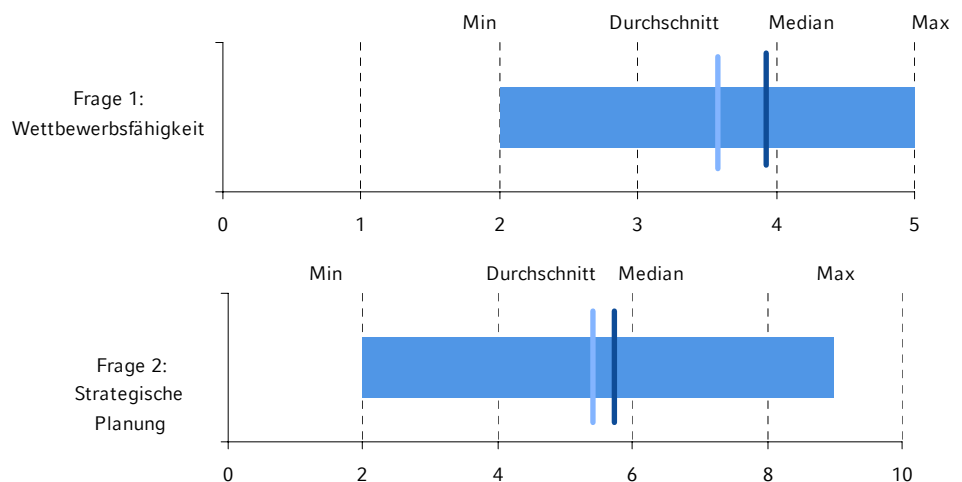 Min Durchschnitt Median Max
Frage 1:
Wettbewerbsfähigkeit
0 1 2 3 4 5
Min Durchschnitt Median Max
Frage 2:
Strategische
Planung
0 2 4 6 8 10